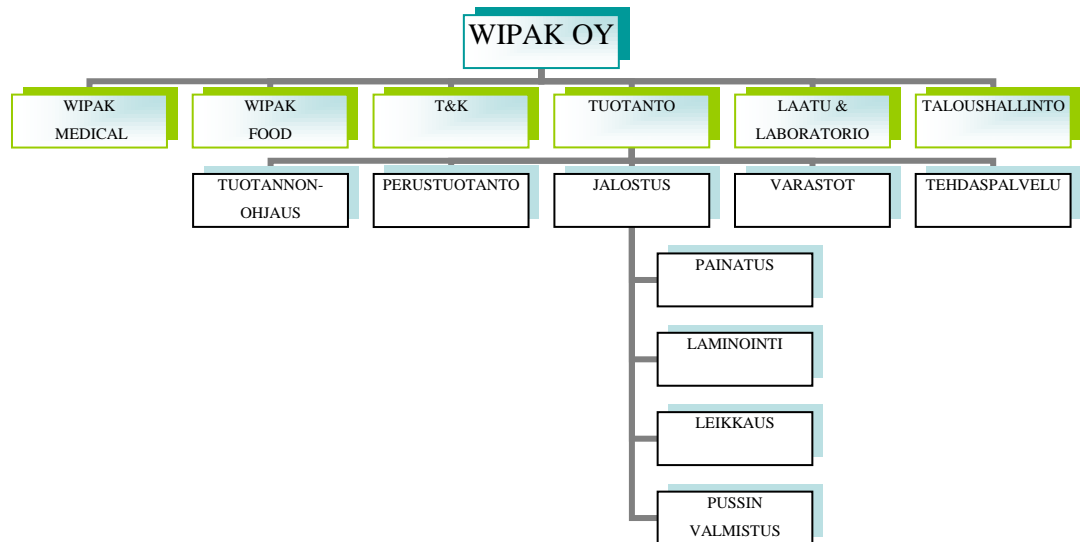 WIPAK OY
WIPAK
MEDICAL
WIPAK
FOOD
T&K
TUOTANTO
LAATU &
LABORATORIO
TALOUSHALLINTO
TUOTANNON-
OHJAUS
PERUSTUOTANTO
JALOSTUS
VARASTOT
TEHDASPALVELU
PAINATUS
LAMINOINTI
LEIKKAUS
PUSSIN
VALMISTUS